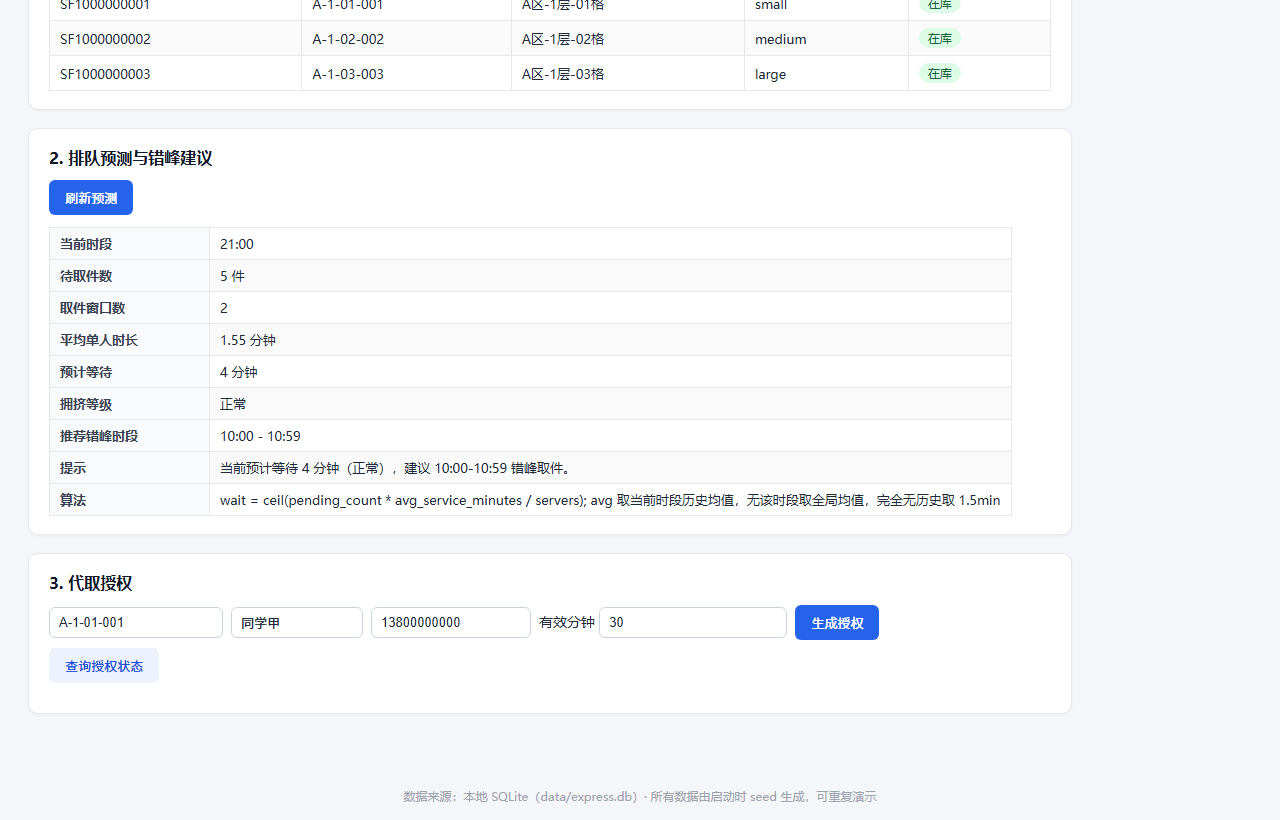 SF1000000001 A-1-01-001 A区-1层-01格 small 在库
SF1000000002 A-1-02-002 A区-1层-02格 medium 在库
SF1000000003 A-1-03-003 A区-1层-03格 large 在库
2. 排队预测与错峰建议
刷新预测
当前时段 21:00
待取件数 5 件
取件窗口数 2
平均单人时长 1.55 分钟
预计等待 4 分钟
拥挤等级 正常
推荐错峰时段 10:00 - 10:59
提示 当前预计等待 4 分钟（正常），建议 10:00-10:59 错峰取件。
算法 wait = ceil(pending_count * avg_service_minutes / servers); avg 取当前时段历史均值，无该时段取全局均值，完全无历史取 1.5min
3. 代取授权
A-1-01-001 同学甲 13800000000 有效分钟 30 生成授权
查询授权状态
数据来源：本地 SQLite（data/express.db）· 所有数据由启动时 seed 生成，可重复演示